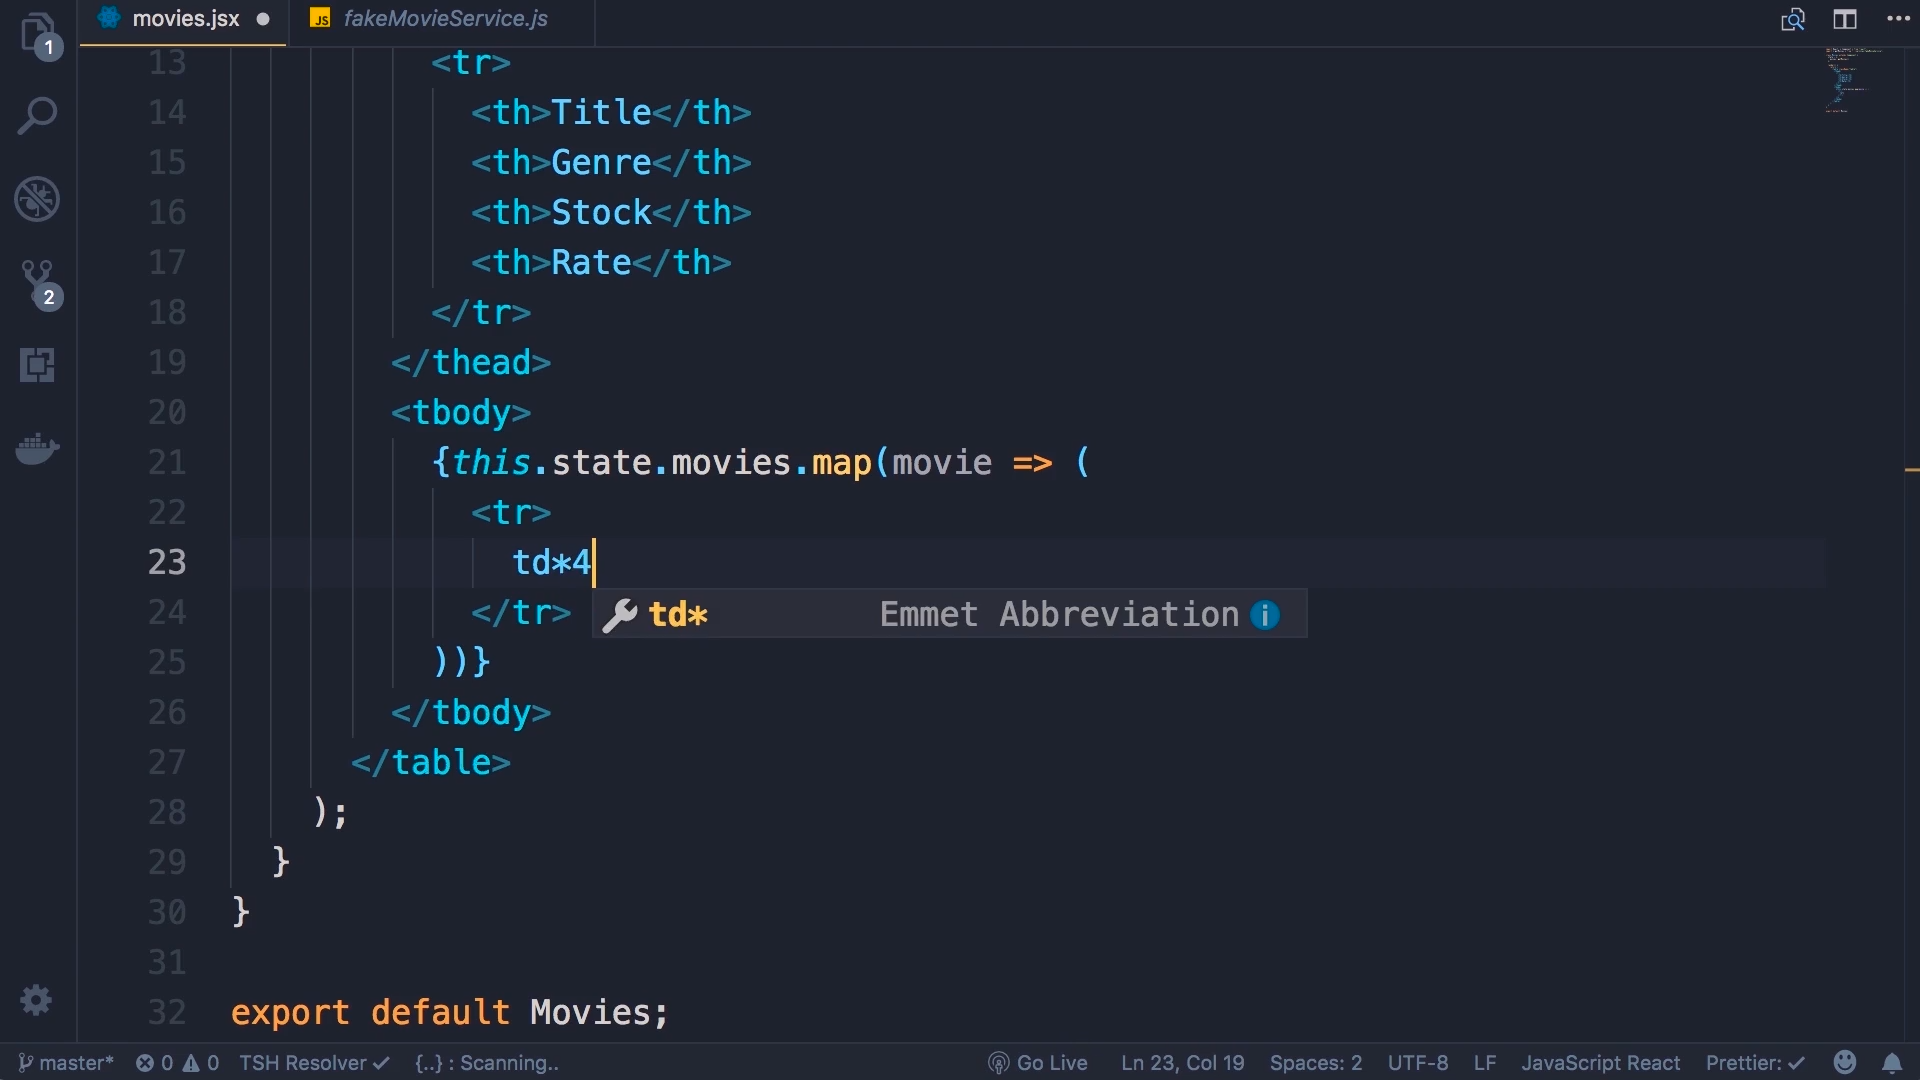 movies.jsx
JS fakeMovieService.js
1
2
13 <tr>
14 <th>Title</th>
15 <th>Genre</th>
16 <th>Stock</th>
17 <th>Rate</th>
18 </tr>
19 </thead>
20 <tbody>
21 {this.state.movies.map(movie => (
22 <tr>
23 td*4
td* Emmet Abbreviation i
24 </tr>
25 ))}
26 </tbody>
27 </table>
28 );
29 }
30 }
31
32 export default Movies;
master* 0 0 TSH Resolver ✓ {..} : Scanning.. Go Live Ln 23, Col 19 Spaces: 2 UTF-8 LF JavaScript React Prettier: ✓